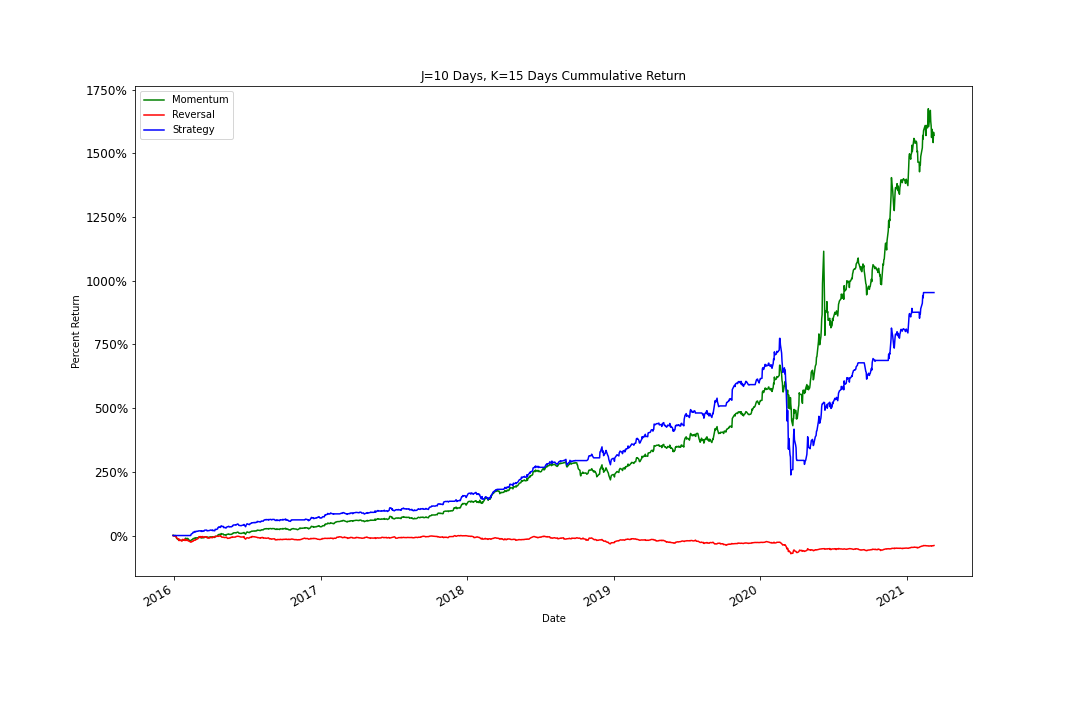 J=10 Days, K=15 Days Cummulative Return
1750%
1500%
1250%
1000%
750%
500%
250%
0%
Percent Return
Momentum
Reversal
Strategy
2016
2017
2018
2019
2020
2021
Date